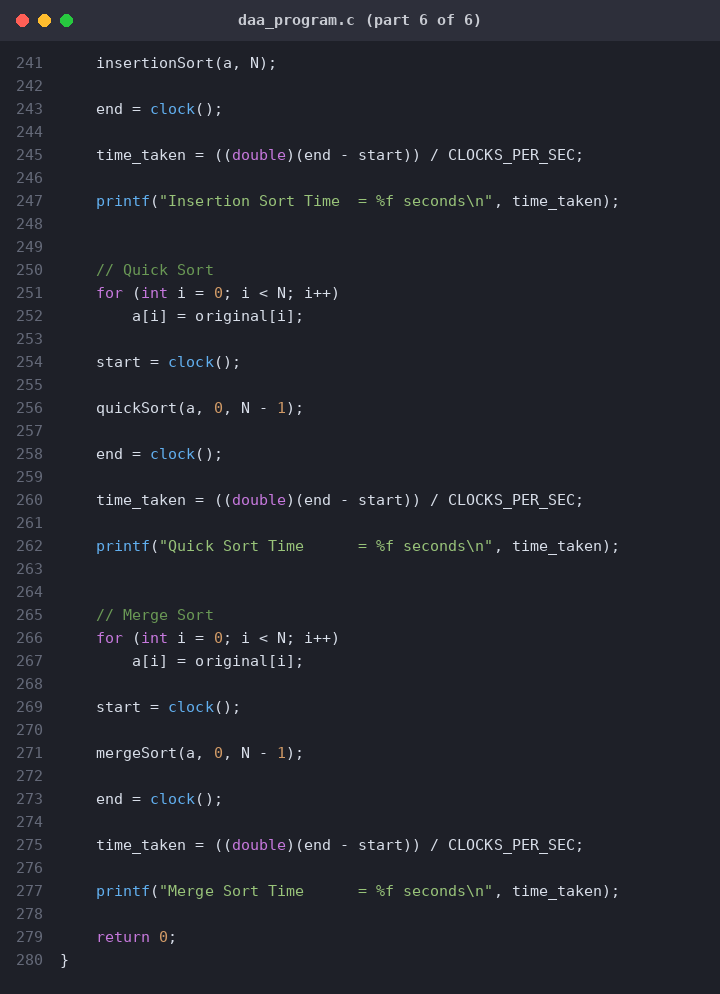 daa_program.c (part 6 of 6)
241     insertionSort(a, N);
242
243     end = clock();
244
245     time_taken = ((double)(end - start)) / CLOCKS_PER_SEC;
246
247     printf("Insertion Sort Time  = %f seconds\n", time_taken);
248
249
250     // Quick Sort
251     for (int i = 0; i < N; i++)
252         a[i] = original[i];
253
254     start = clock();
255
256     quickSort(a, 0, N - 1);
257
258     end = clock();
259
260     time_taken = ((double)(end - start)) / CLOCKS_PER_SEC;
261
262     printf("Quick Sort Time      = %f seconds\n", time_taken);
263
264
265     // Merge Sort
266     for (int i = 0; i < N; i++)
267         a[i] = original[i];
268
269     start = clock();
270
271     mergeSort(a, 0, N - 1);
272
273     end = clock();
274
275     time_taken = ((double)(end - start)) / CLOCKS_PER_SEC;
276
277     printf("Merge Sort Time      = %f seconds\n", time_taken);
278
279     return 0;
280 }